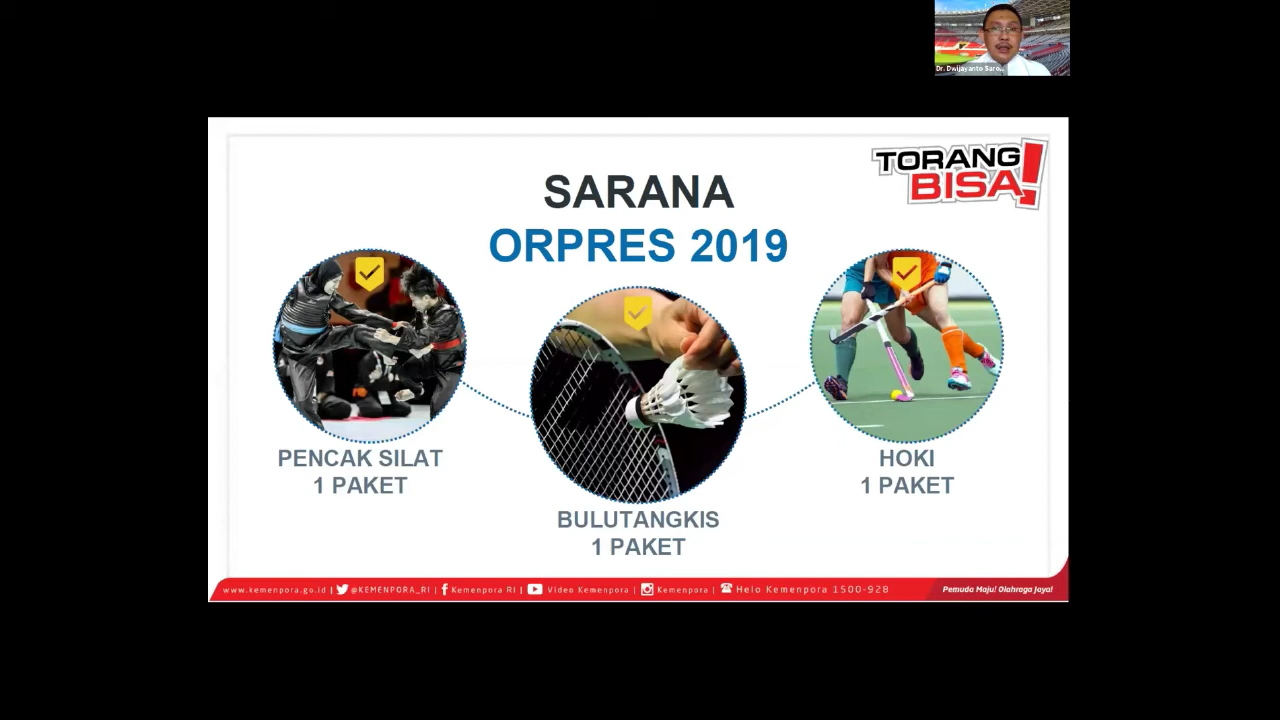 Dr. Dwijayanto Saro...
TORANG
BISA!
SARANA
ORPRES 2019
PENCAK SILAT
1 PAKET
BULUTANGKIS
1 PAKET
HOKI
1 PAKET
www.kemenpora.go.id | @KEMENPORA_RI | Kemenpora RI | Video Kemenpora | Kemenpora | Helo Kemenpora 1500-928
Pemuda Maju! Olahraga Jaya!